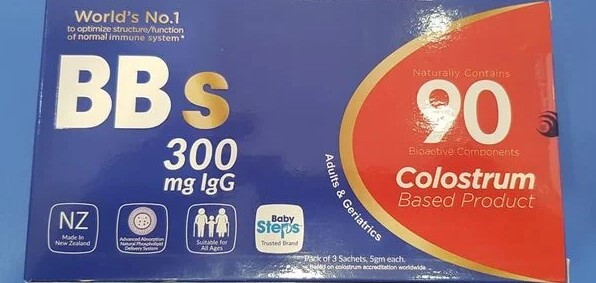 World's No.1
to optimize structure/function
of normal immune system*
BBs
300
mg IgG
Naturally Contains
90
Bioactive Components
Colostrum
Based Product
Adults & Geriatrics
NZ
Made in
New Zealand
Advanced Absorption
Natural Phospholipid
Delivery System
Suitable for
All Ages
Baby
Steps
Trusted Brand
Pack of 3 Sachets, 5gm each.
Based on colostrum accreditation worldwide